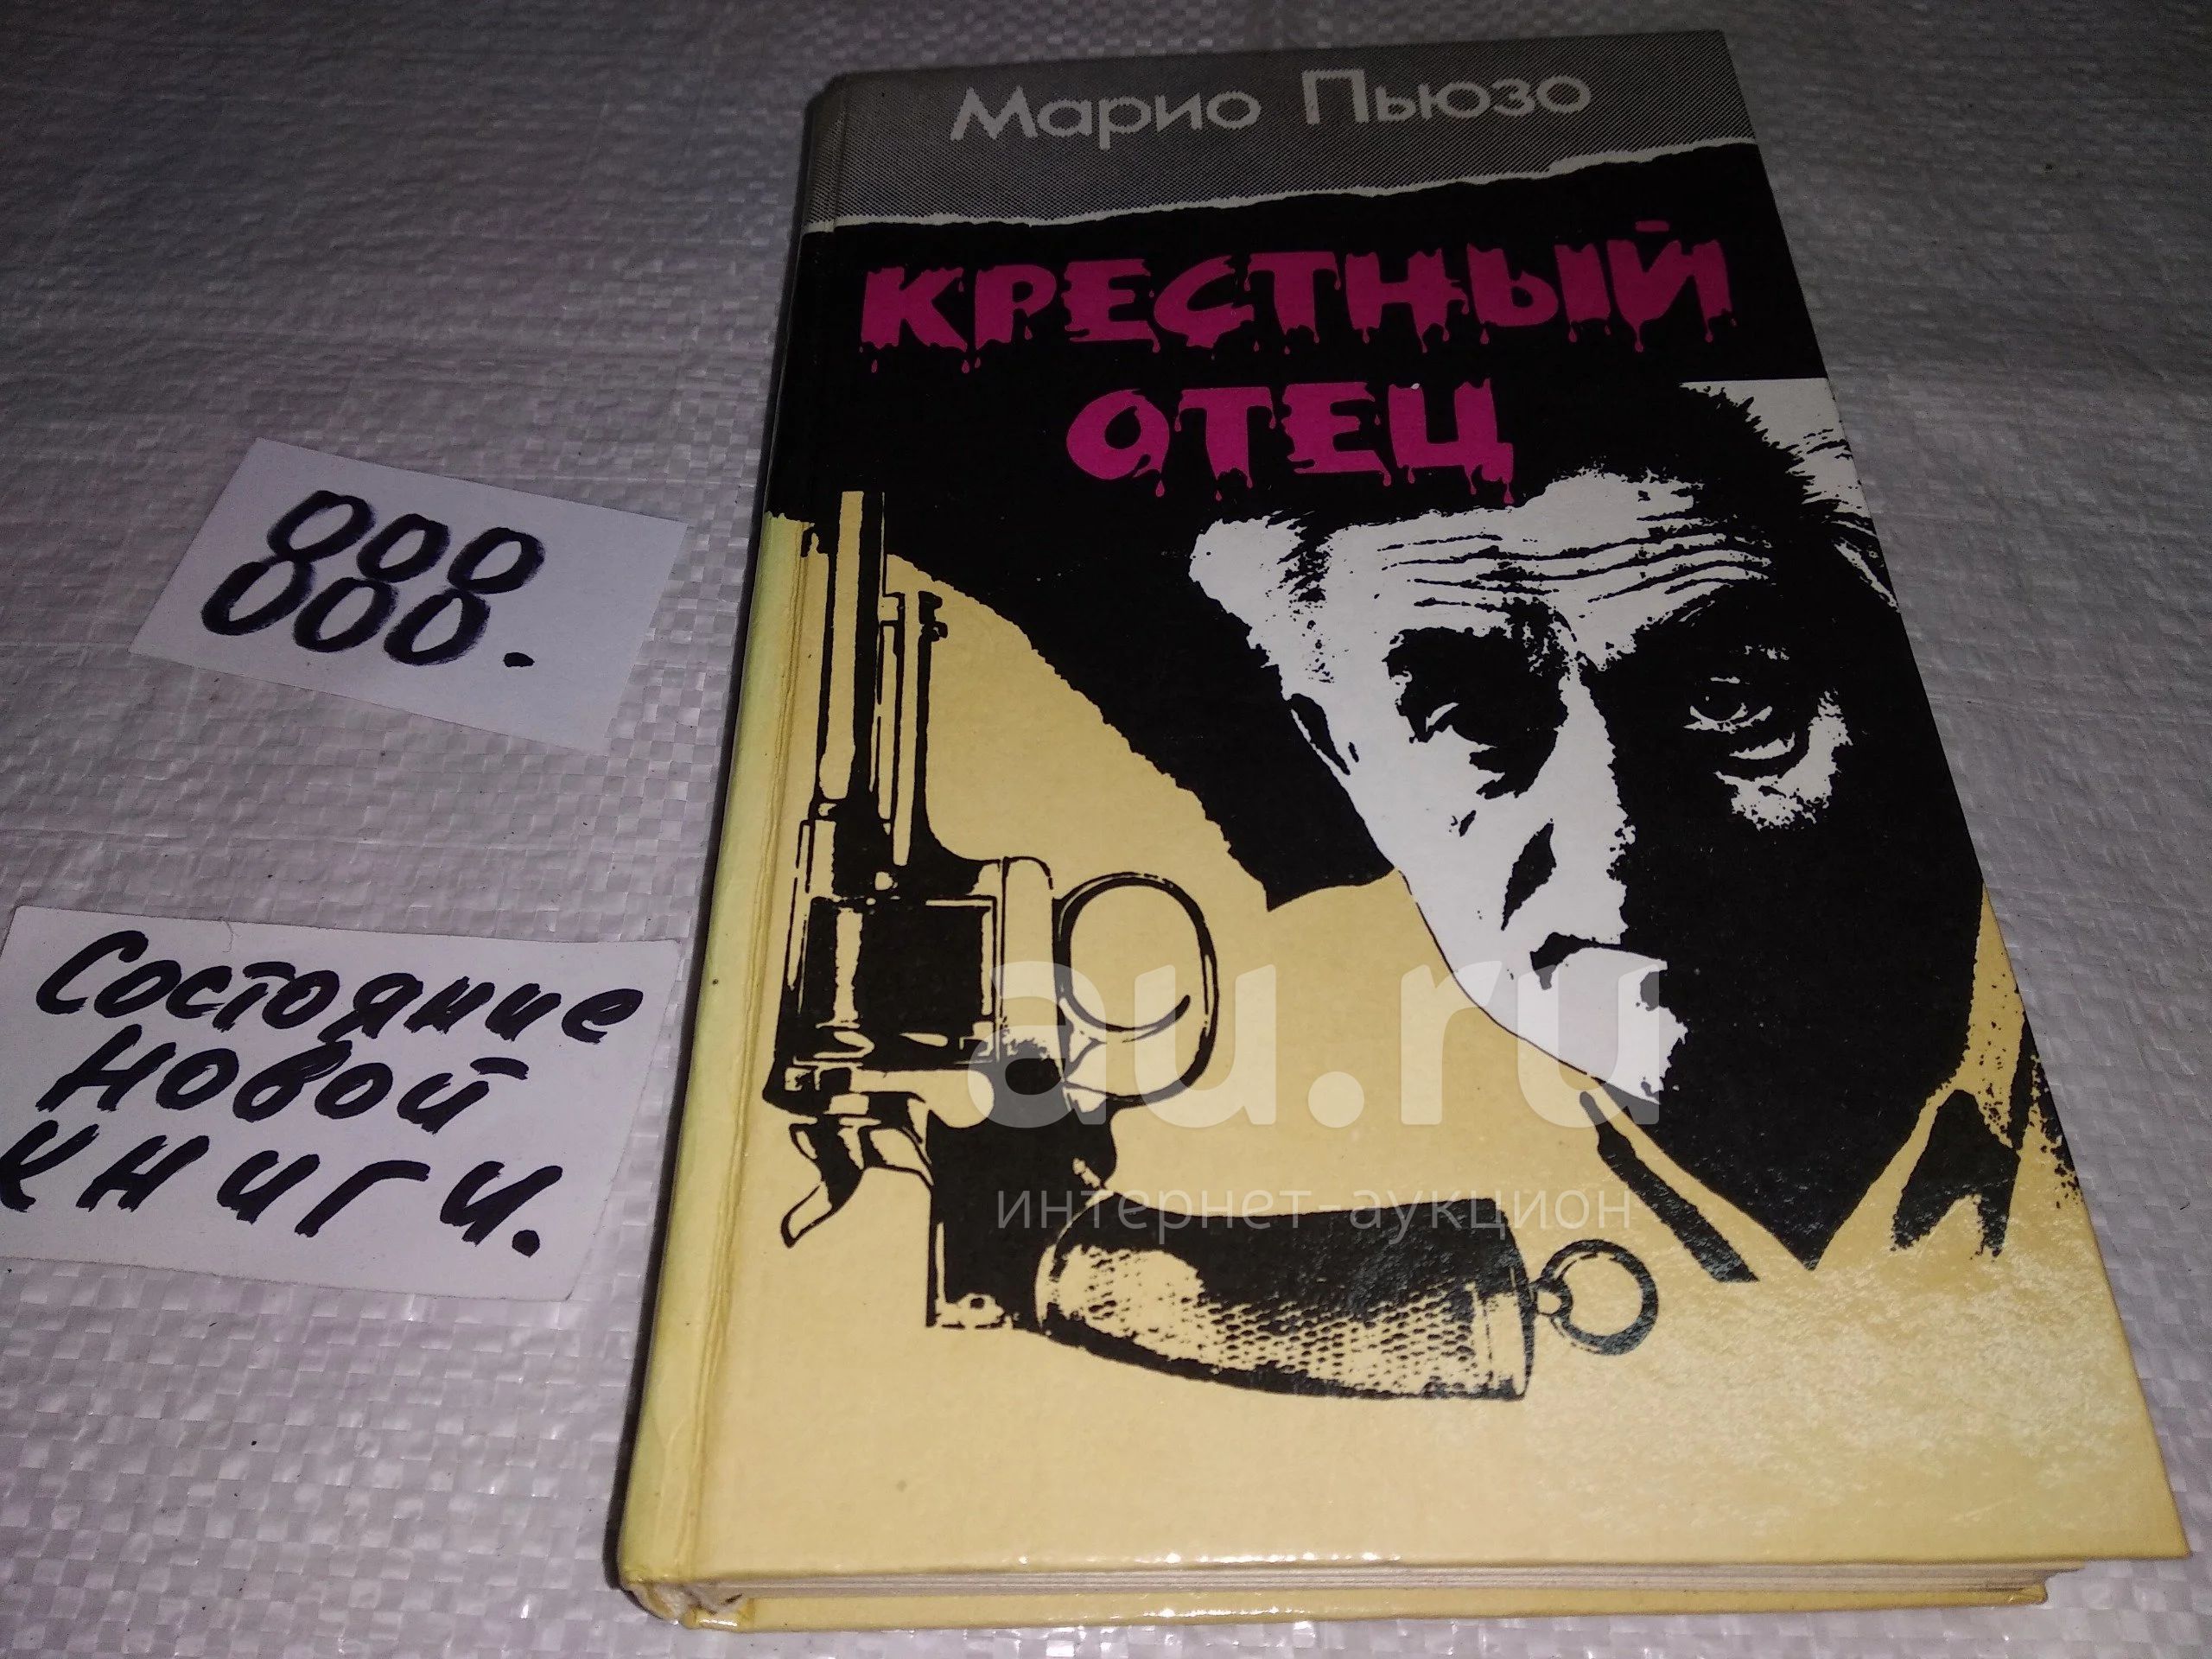 Марио Пьюзо
КРЕСТНЫЙ
ОТЕЦ
888.
Состояние
новой
книги.
au.ru
интернет-аукцион